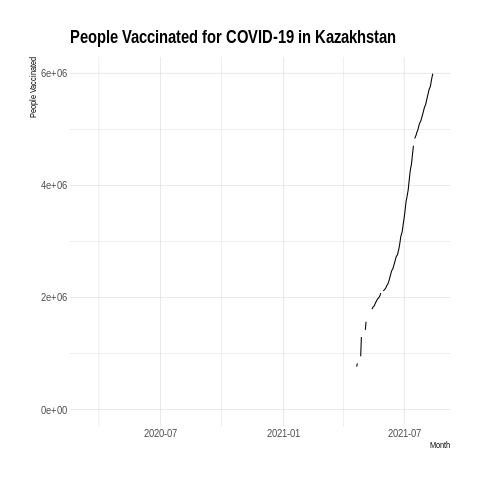 People Vaccinated for COVID-19 in Kazakhstan
People Vaccinated
6e+06
4e+06
2e+06
0e+00
2020-07 2021-01 2021-07
Month